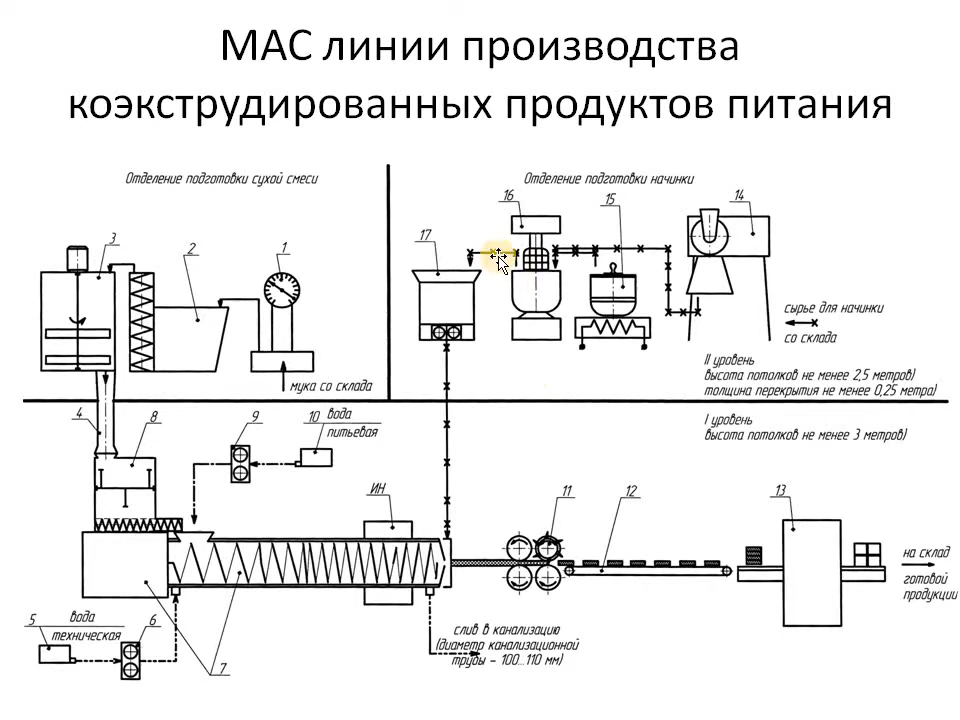 МАС линии производства
коэкструдированных продуктов питания
Отделение подготовки сухой смеси
Отделение подготовки начинки
3
2
1
17
16
15
14
мука со склада
сырье для начинки
со склада
II уровень
высота потолков не менее 2,5 метров)
толщина перекрытия не менее 0,25 метра)
I уровень
высота потолков не менее 3 метров)
4
8
9
10
вода
питьевая
ИН
11
12
13
на склад
готовой
продукции
5
вода
техническая
6
7
слив в канализацию
(диаметр канализационной
трубы – 100...110 мм)